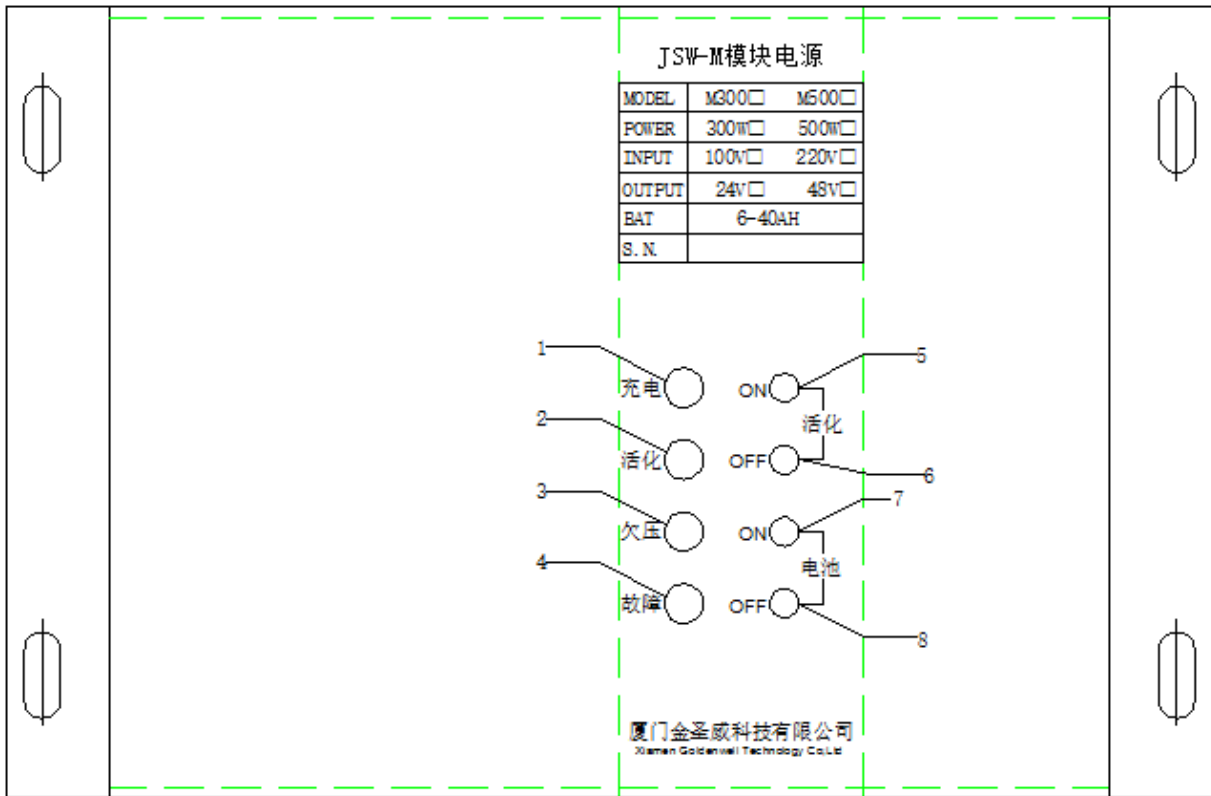 JSW-M模块电源
MODEL M300□ M500□
POWER 300W□ 500W□
INPUT 100V□ 220V□
OUTPUT 24V□ 48V□
BAT 6-40AH
S.N.
1 5
充电 ON
2 活化
活化 OFF
6
3 7
欠压 ON
4 电池
故障 OFF
8
厦门金圣威科技有限公司
Xiamen Goldenwell Technology Co,Ltd